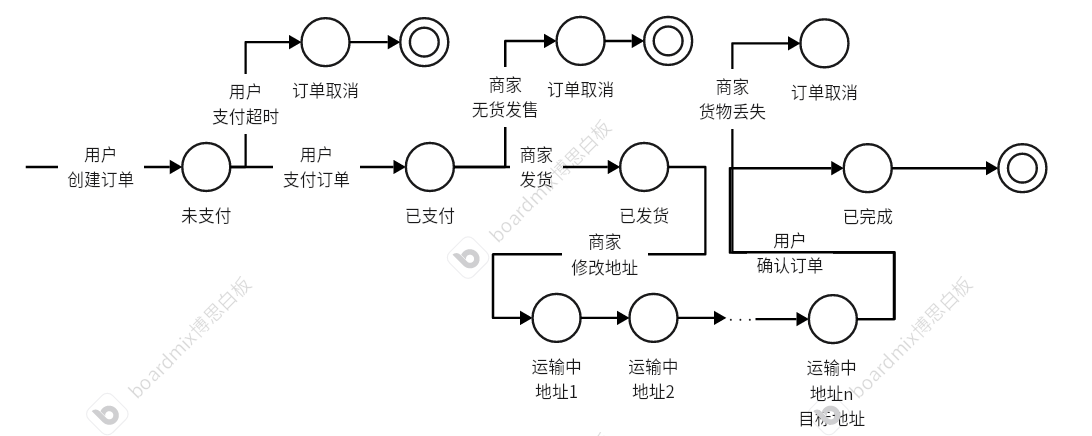 用户
支付超时
订单取消
商家
无货发售
订单取消
商家
货物丢失
订单取消
用户
创建订单
未支付
用户
支付订单
已支付
商家
发货
已发货
已完成
商家
修改地址
用户
确认订单
运输中
地址1
运输中
地址2
. . .
运输中
地址n
目标地址
boardmix博思白板
boardmix博思白板
boardmix博思白板